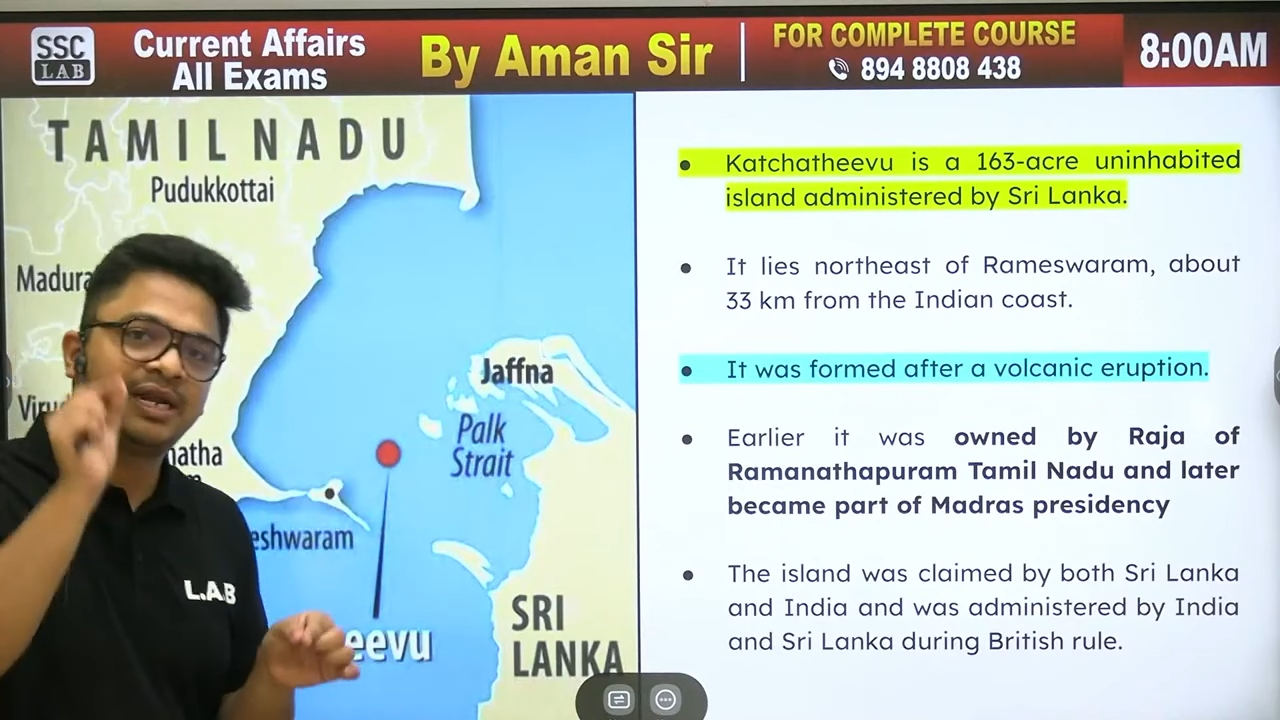 SSC
LAB
Current Affairs
All Exams
By Aman Sir
FOR COMPLETE COURSE
894 8808 438
8:00AM
TAMIL NADU
Pudukkottai
Jaffna
Palk
Strait
SRI
LANKA
L.A.B
• Katchatheevu is a 163-acre uninhabited
island administered by Sri Lanka.
• It lies northeast of Rameswaram, about
33 km from the Indian coast.
• It was formed after a volcanic eruption.
• Earlier it was owned by Raja of
Ramanathapuram Tamil Nadu and later
became part of Madras presidency
• The island was claimed by both Sri Lanka
and India and was administered by India
and Sri Lanka during British rule.